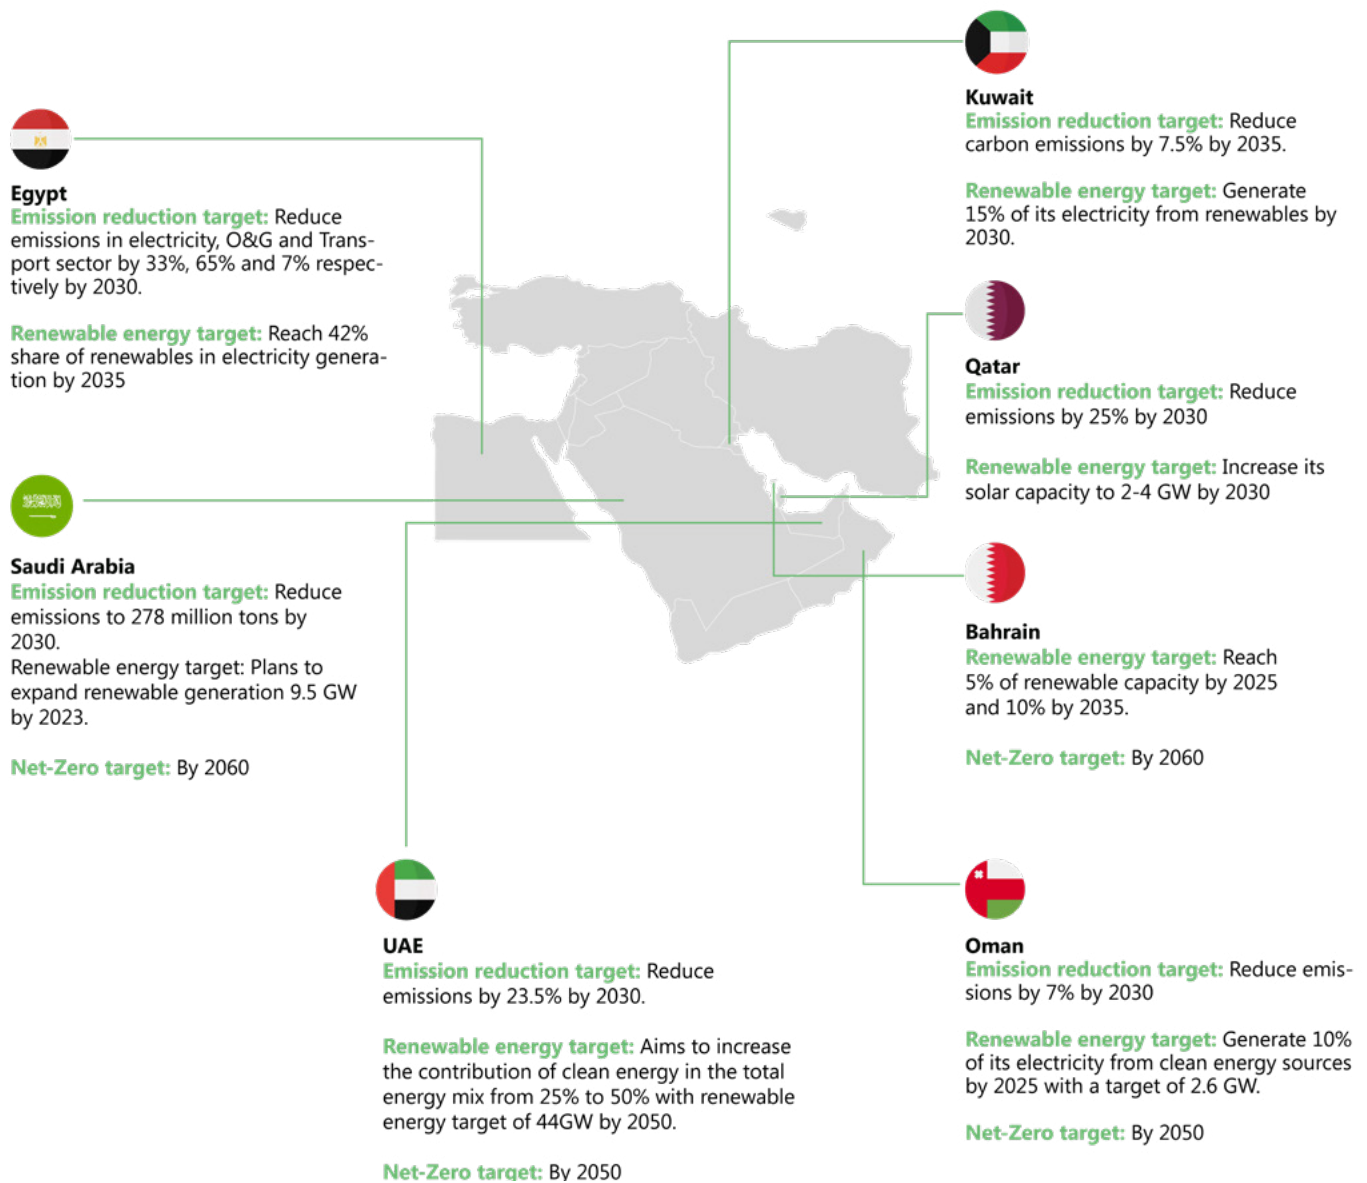 Egypt
Emission reduction target: Reduce
emissions in electricity, O&G and Trans-
port sector by 33%, 65% and 7% respec-
tively by 2030.
Renewable energy target: Reach 42%
share of renewables in electricity genera-
tion by 2035
Saudi Arabia
Emission reduction target: Reduce
emissions to 278 million tons by
2030.
Renewable energy target: Plans to
expand renewable generation 9.5 GW
by 2023.
Net-Zero target: By 2060
UAE
Emission reduction target: Reduce
emissions by 23.5% by 2030.
Renewable energy target: Aims to increase
the contribution of clean energy in the total
energy mix from 25% to 50% with renewable
energy target of 44GW by 2050.
Net-Zero target: By 2050
Kuwait
Emission reduction target: Reduce
carbon emissions by 7.5% by 2035.
Renewable energy target: Generate
15% of its electricity from renewables by
2030.
Qatar
Emission reduction target: Reduce
emissions by 25% by 2030
Renewable energy target: Increase its
solar capacity to 2-4 GW by 2030
Bahrain
Renewable energy target: Reach
5% of renewable capacity by 2025
and 10% by 2035.
Net-Zero target: By 2060
Oman
Emission reduction target: Reduce emis-
sions by 7% by 2030
Renewable energy target: Generate 10%
of its electricity from clean energy sources
by 2025 with a target of 2.6 GW.
Net-Zero target: By 2050